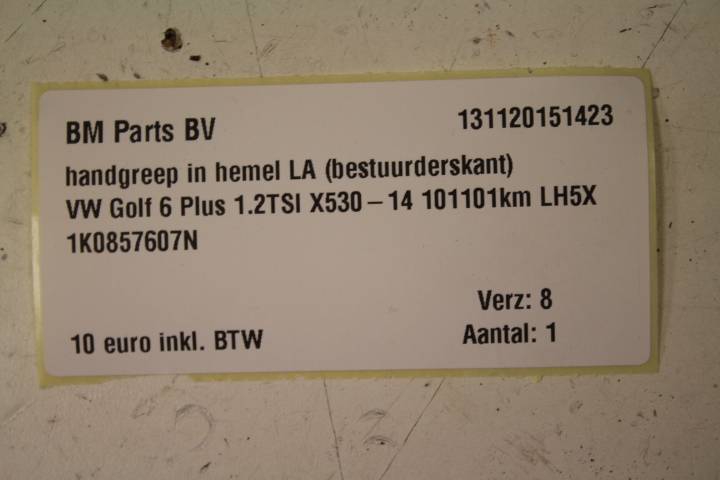 BM Parts BV 131120151423
handgreep in hemel LA (bestuurderskant)
VW Golf 6 Plus 1.2TSI X530 – 14 101101km LH5X
1K0857607N
Verz: 8
10 euro inkl. BTW Aantal: 1